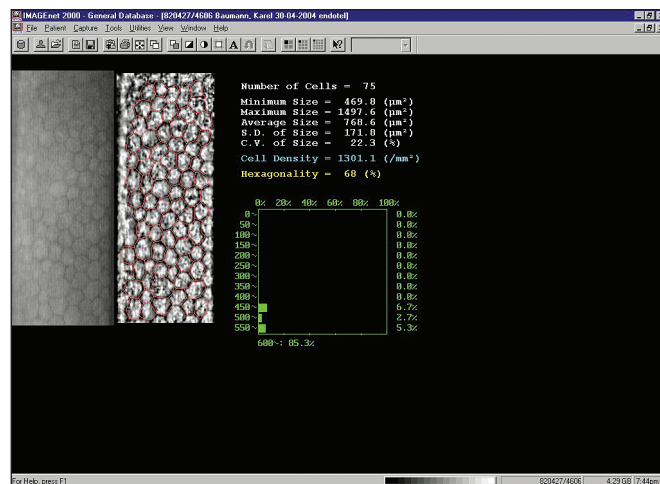 IMAGEnet 2000 - General Database - [820427/4606 Baumann, Karel 30-04-2004 endotel]
File Patient Capture Tools Utilities View Window Help
Number of Cells = 75
Minimum Size = 469.8 (µm²)
Maximum Size = 1497.6 (µm²)
Average Size = 768.6 (µm²)
S.D. of Size = 171.8 (µm²)
C.V. of Size = 22.3 (%)
Cell Density = 1301.1 (/mm²)
Hexagonality = 68 (%)
0% 20% 40% 60% 80% 100%
0~ 0.0%
50~ 0.0%
100~ 0.0%
150~ 0.0%
200~ 0.0%
250~ 0.0%
300~ 0.0%
350~ 0.0%
400~ 0.0%
450~ 6.7%
500~ 2.7%
550~ 5.3%
600~: 85.3%
For Help, press F1 820427/4606 4,29 GB 7:44pm